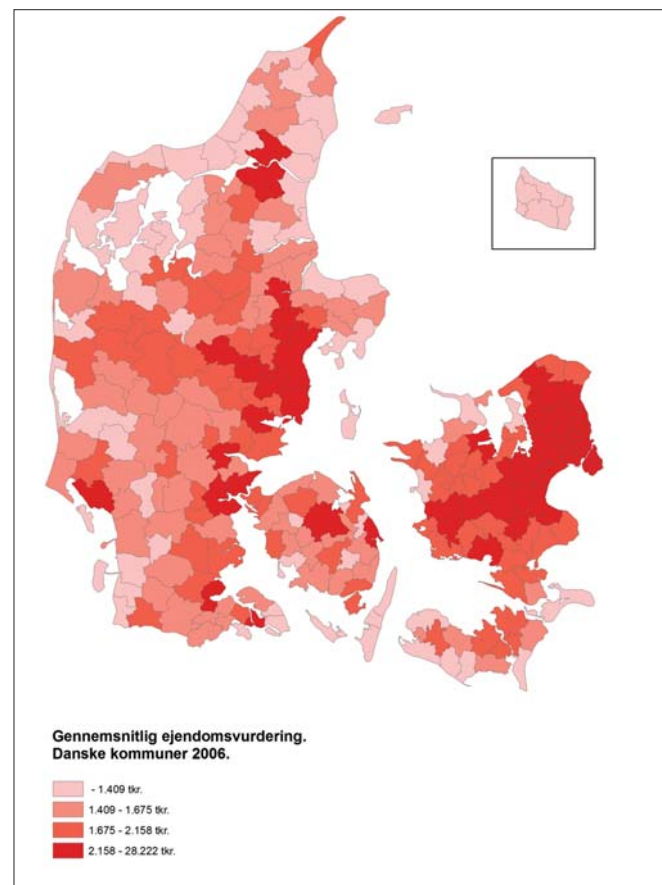 Gennemsnitlig ejendomsvurdering.
Danske kommuner 2006.
- 1.409 tkr.
1.409 - 1.675 tkr.
1.675 - 2.158 tkr.
2.158 - 28.222 tkr.